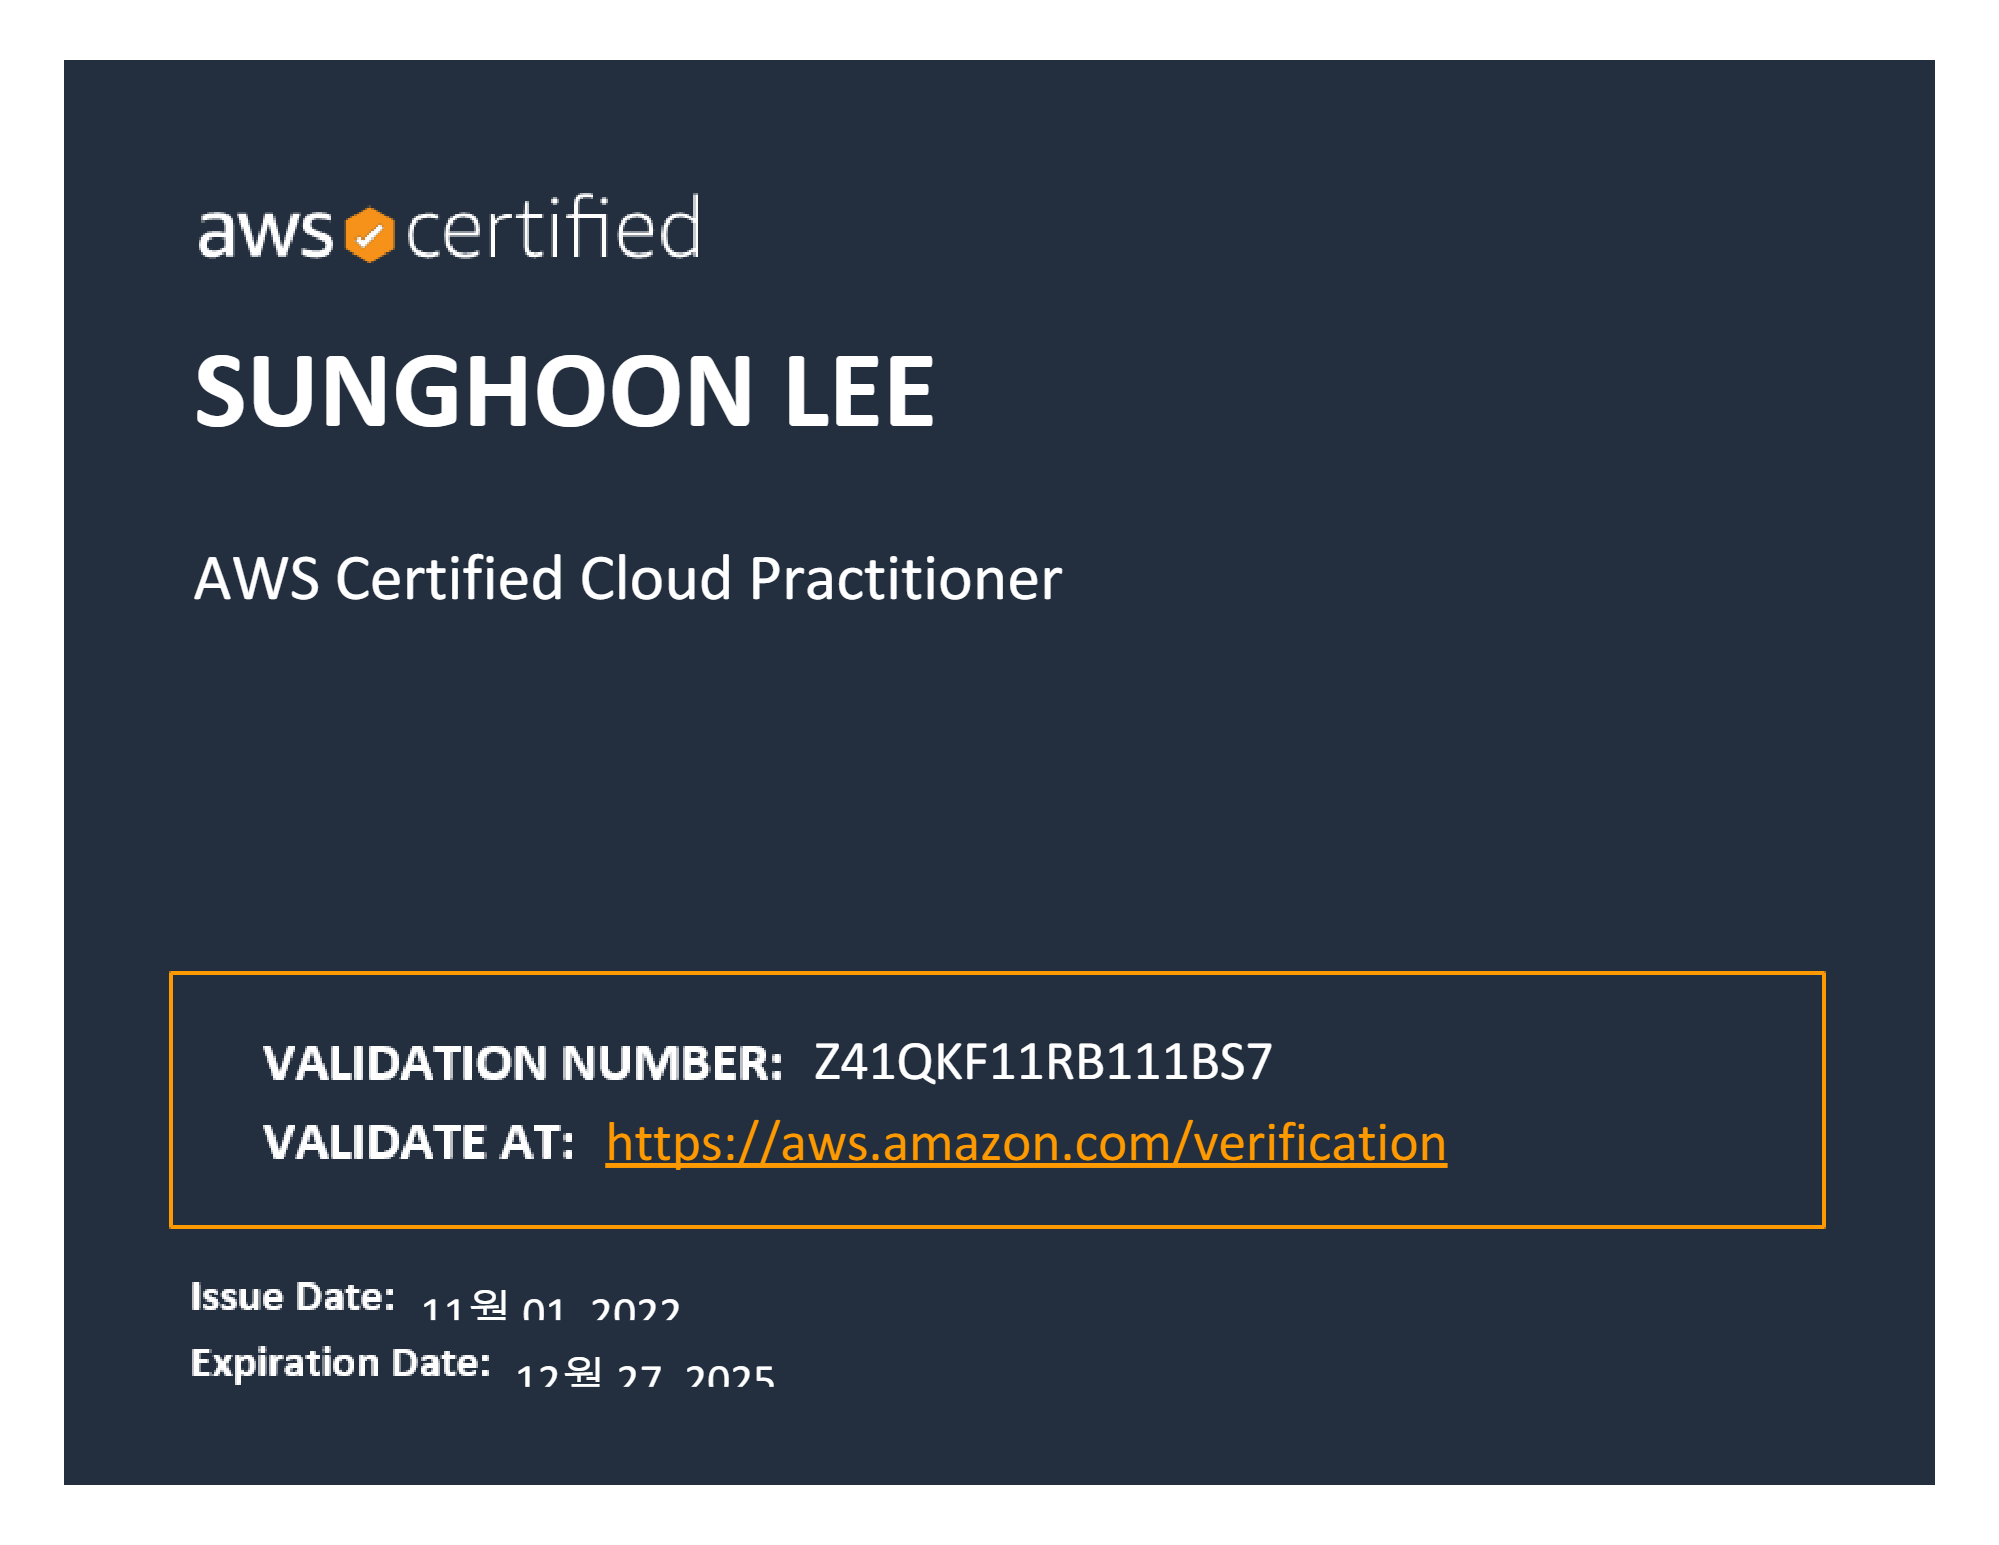 aws certified
SUNGHOON LEE
AWS Certified Cloud Practitioner
VALIDATION NUMBER: Z41QKF11RB111BS7
VALIDATE AT: https://aws.amazon.com/verification
Issue Date: 11월 01, 2022
Expiration Date: 12월 27, 2025